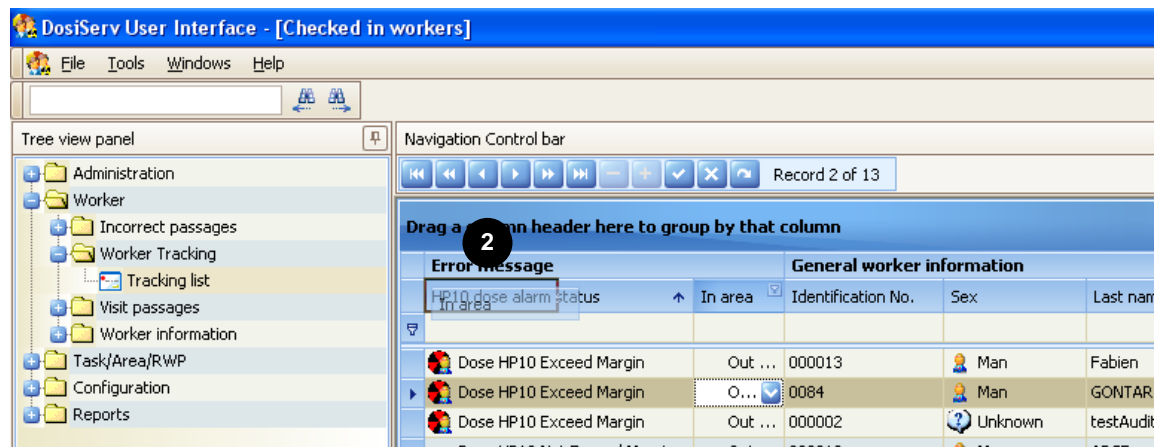 DosiServ User Interface - [Checked in workers]
File Tools Windows Help
Tree view panel
Administration
Worker
Incorrect passages
Worker Tracking
Tracking list
Visit passages
Worker information
Task/Area/RWP
Configuration
Reports
Navigation Control bar
Record 2 of 13
Drag a header here to group by that column
2
Error message General worker information
HP10 dose alarm status In area Identification No. Sex Last nam
In area
Dose HP10 Exceed Margin Out ... 000013 Man Fabien
Dose HP10 Exceed Margin O... 0084 Man GONTAR
Dose HP10 Exceed Margin Out ... 000002 Unknown testAudit